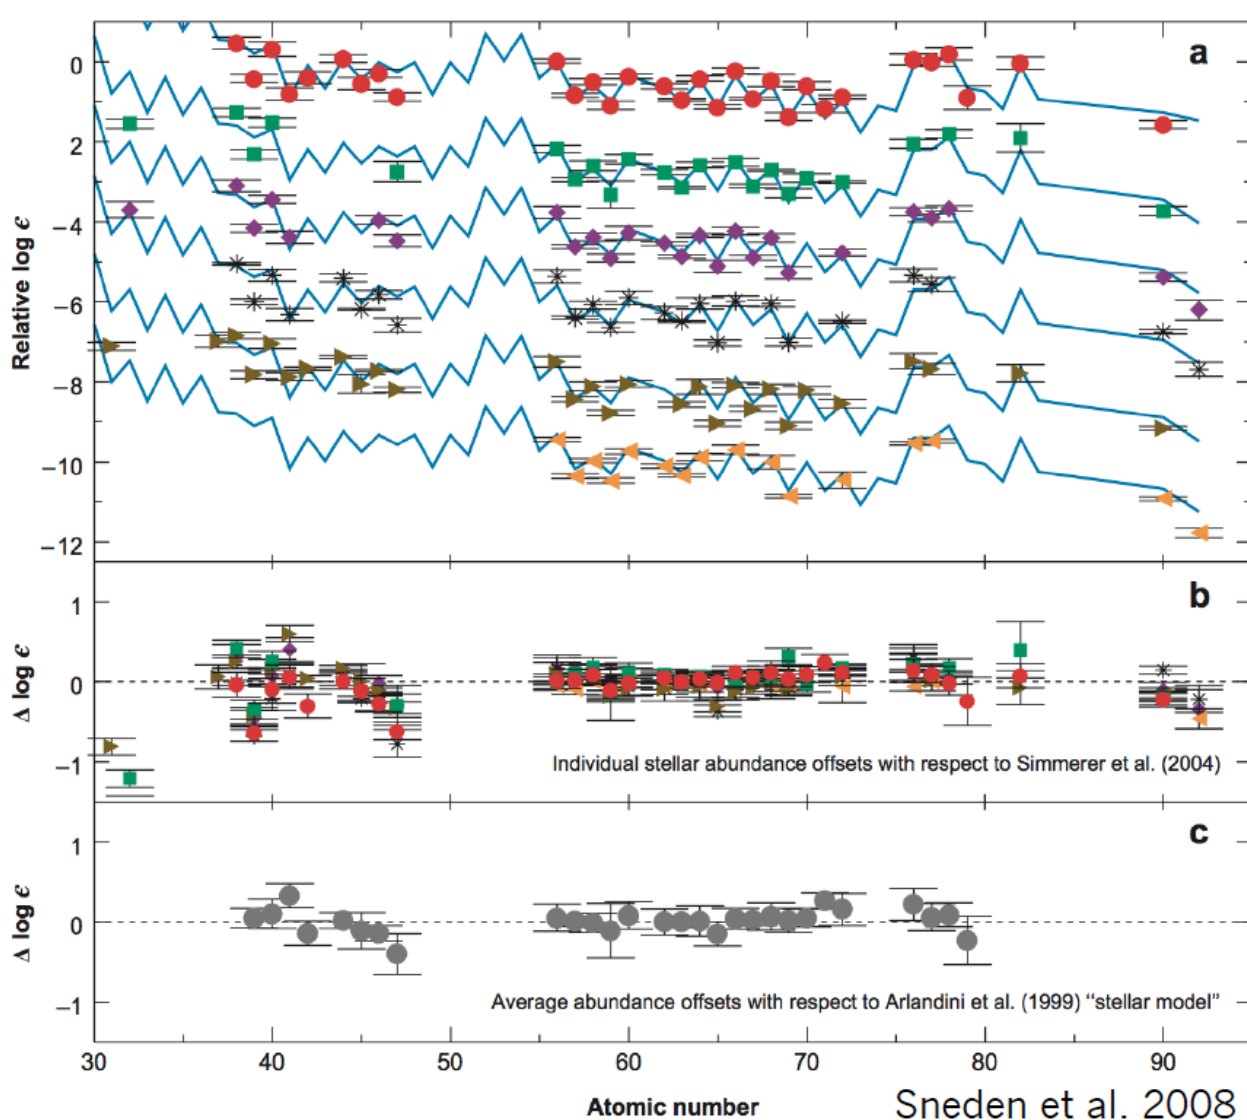 a
0
2
−4
−6
−8
−10
−12
Relative log ϵ
b
1
0
−1
Δ log ϵ
Individual stellar abundance offsets with respect to Simmerer et al. (2004)
c
1
0
−1
Δ log ϵ
Average abundance offsets with respect to Arlandini et al. (1999) “stellar model”
30 40 50 60 70 80 90
Atomic number
Sneden et al. 2008